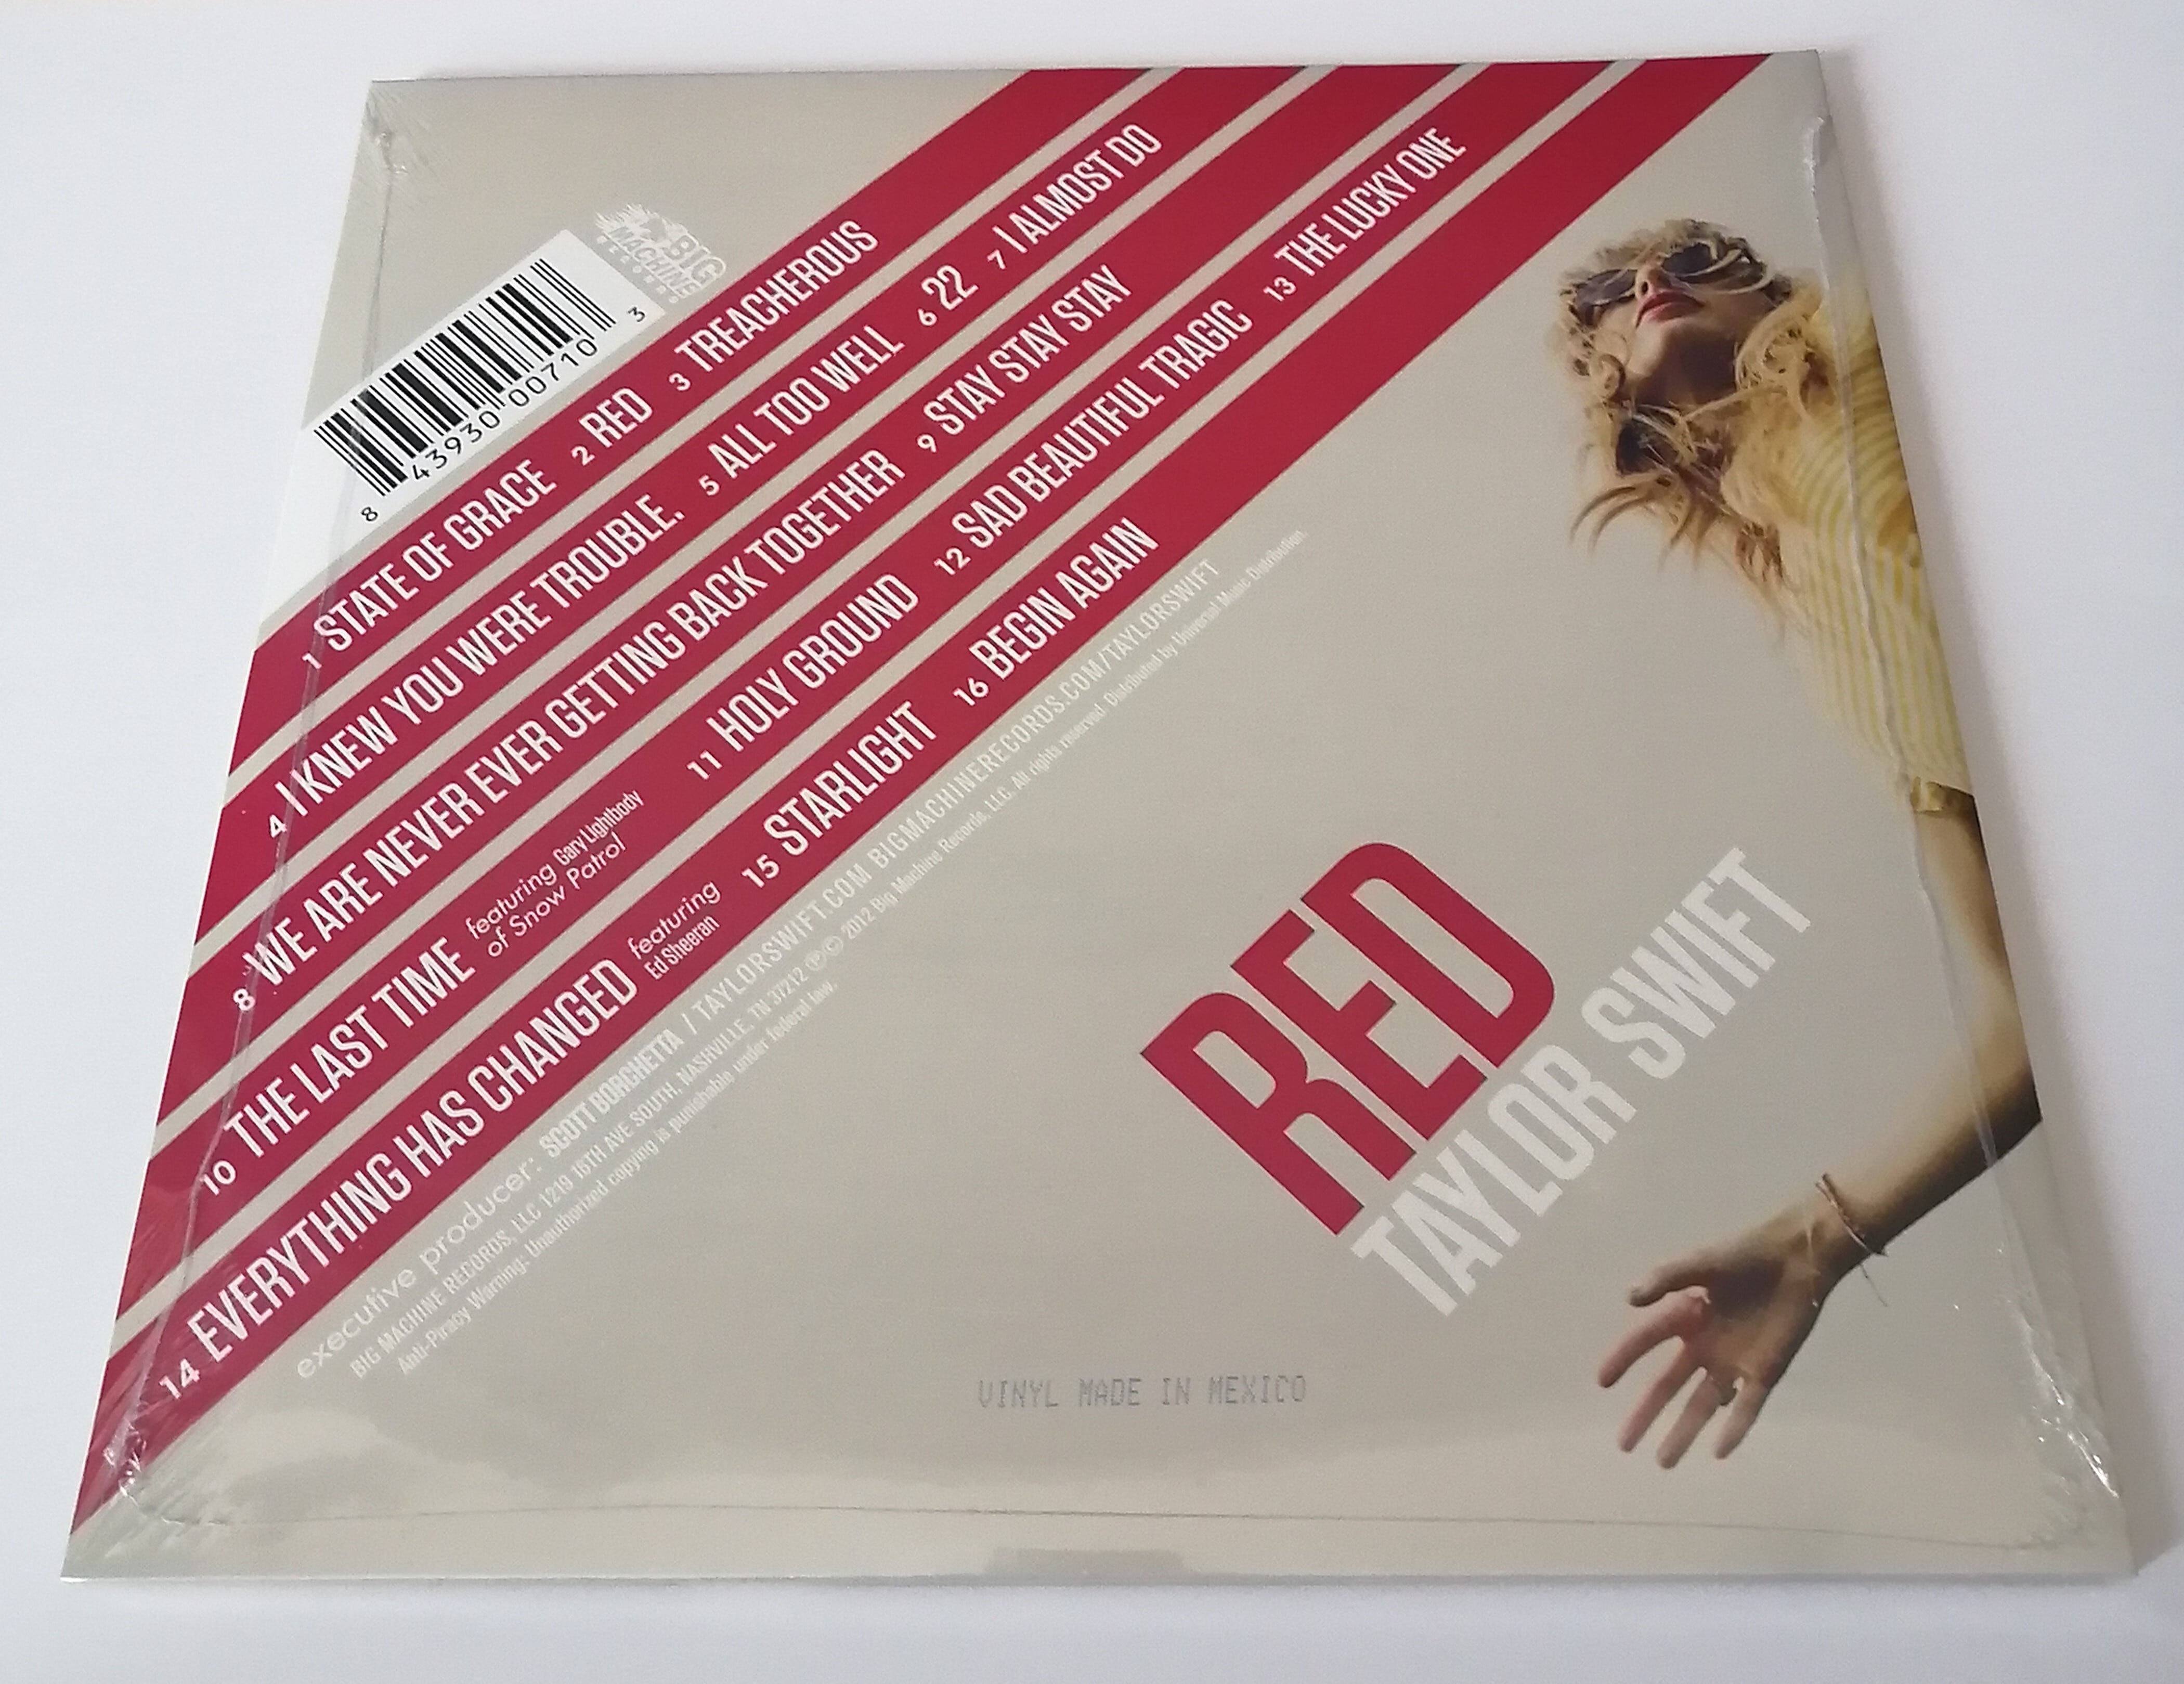 BIG
MACHINE
RECORDS
8 43930 00710 3
1 STATE OF GRACE 2 RED 3 TREACHEROUS
4 I KNEW YOU WERE TROUBLE. 5 ALL TOO WELL 6 22 7 I ALMOST DO
8 WE ARE NEVER EVER GETTING BACK TOGETHER 9 STAY STAY STAY
10 THE LAST TIME featuring Gary Lightbody
of Snow Patrol
11 HOLY GROUND 12 SAD BEAUTIFUL TRAGIC 13 THE LUCKY ONE
14 EVERYTHING HAS CHANGED featuring
Ed Sheeran
15 STARLIGHT 16 BEGIN AGAIN
executive producer: SCOTT BORCHETTA / TAYLORSWIFT.COM BIGMACHINERECORDS.COM/TAYLORSWIFT
BIG MACHINE RECORDS, LLC 1219 16TH AVE SOUTH, NASHVILLE, TN 37212 ℗© 2012 Big Machine Records, LLC. All rights reserved. Distributed by Universal Music Distribution.
Anti-Piracy Warning: Unauthorized copying is punishable under federal law.
RED
TAYLOR SWIFT
VINYL MADE IN MEXICO